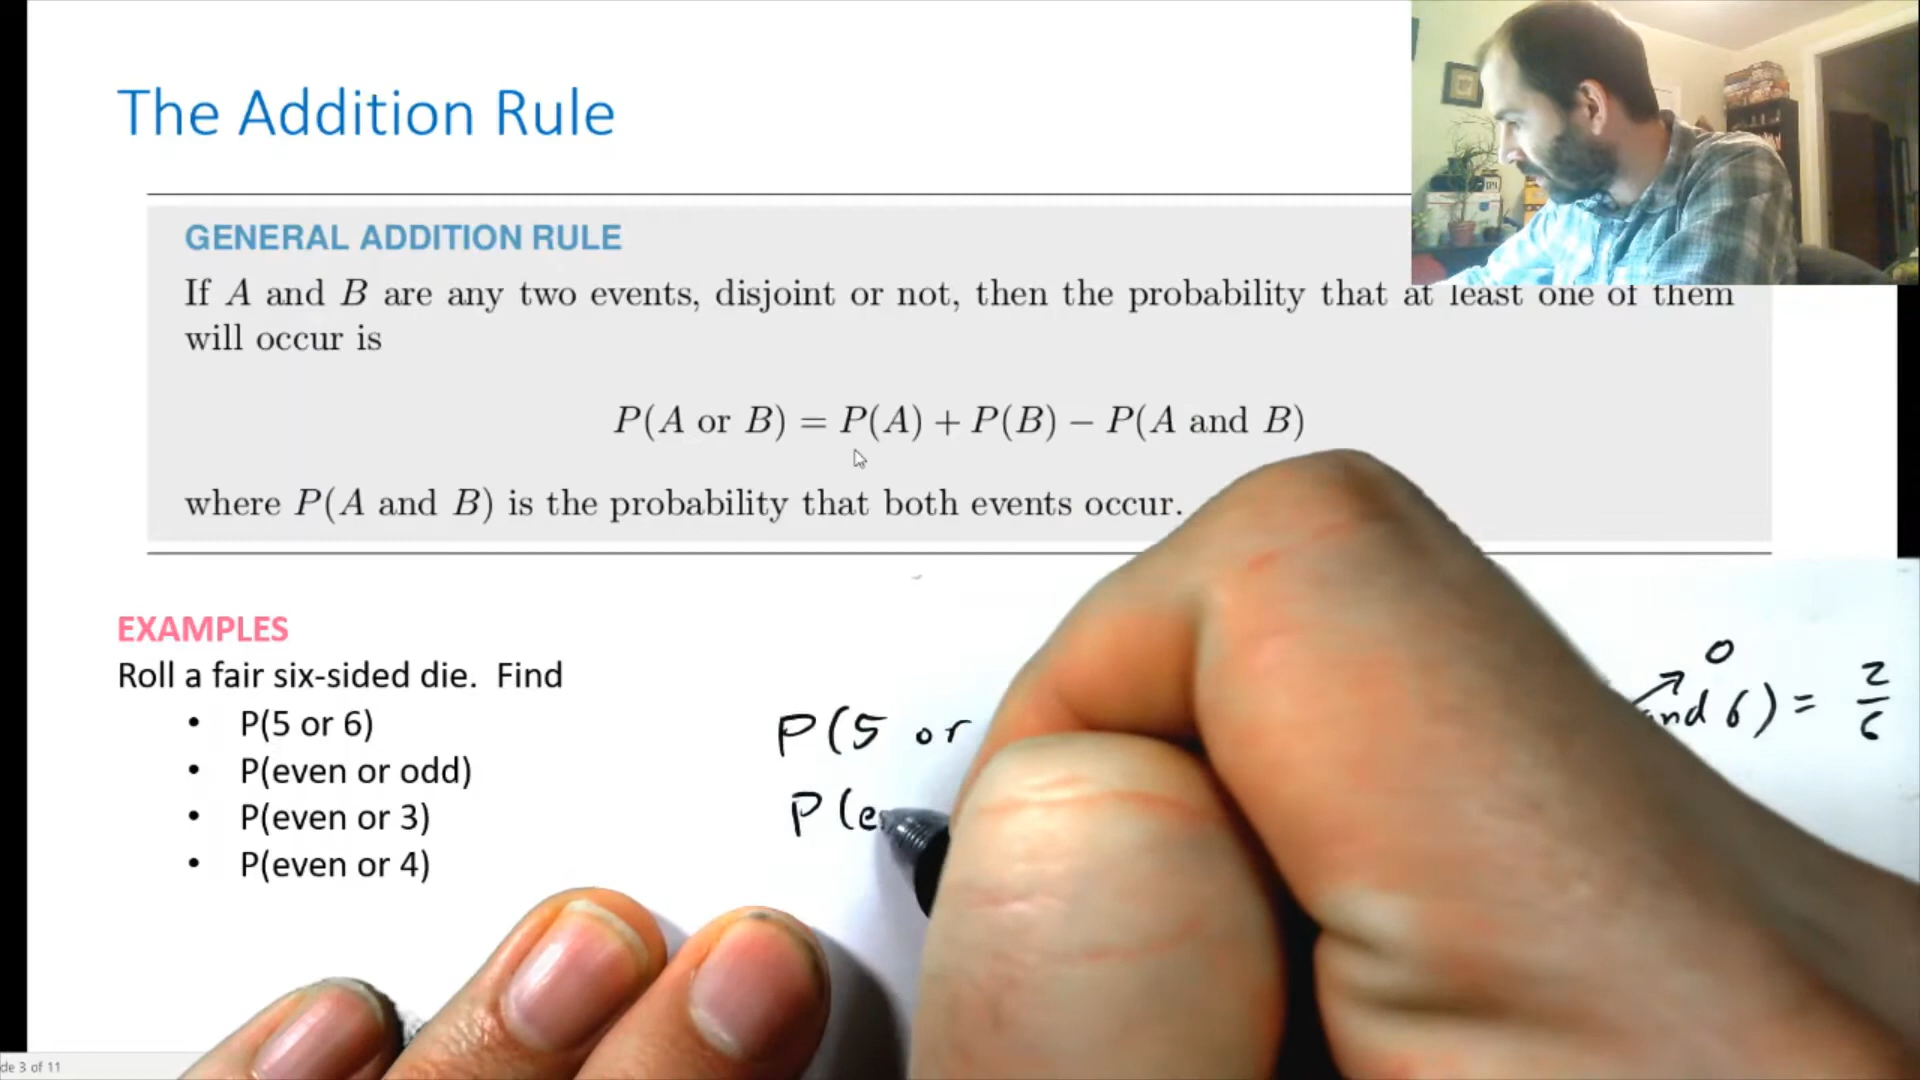 The Addition Rule
GENERAL ADDITION RULE
If A and B are any two events, disjoint or not, then the probability that at least one of them
will occur is
P(A or B) = P(A) + P(B) − P(A and B)
where P(A and B) is the probability that both events occur.
EXAMPLES
Roll a fair six-sided die. Find
• P(5 or 6)
• P(even or odd)
• P(even or 3)
• P(even or 4)
P(5 or
0
and 6) = 2/6
P(e
de 3 of 11